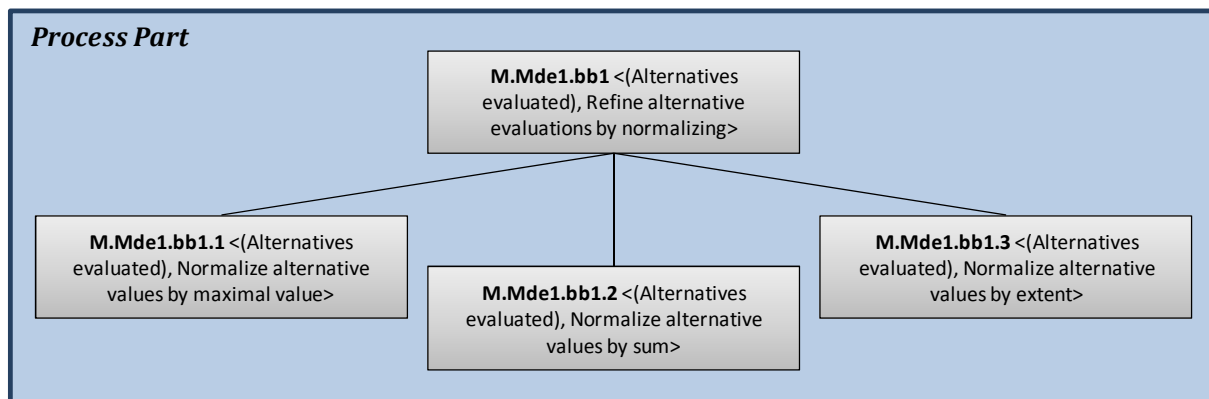 Process Part
M.Mde1.bb1 <(Alternatives
evaluated), Refine alternative
evaluations by normalizing>
M.Mde1.bb1.1 <(Alternatives
evaluated), Normalize alternative
values by maximal value>
M.Mde1.bb1.2 <(Alternatives
evaluated), Normalize alternative
values by sum>
M.Mde1.bb1.3 <(Alternatives
evaluated), Normalize alternative
values by extent>